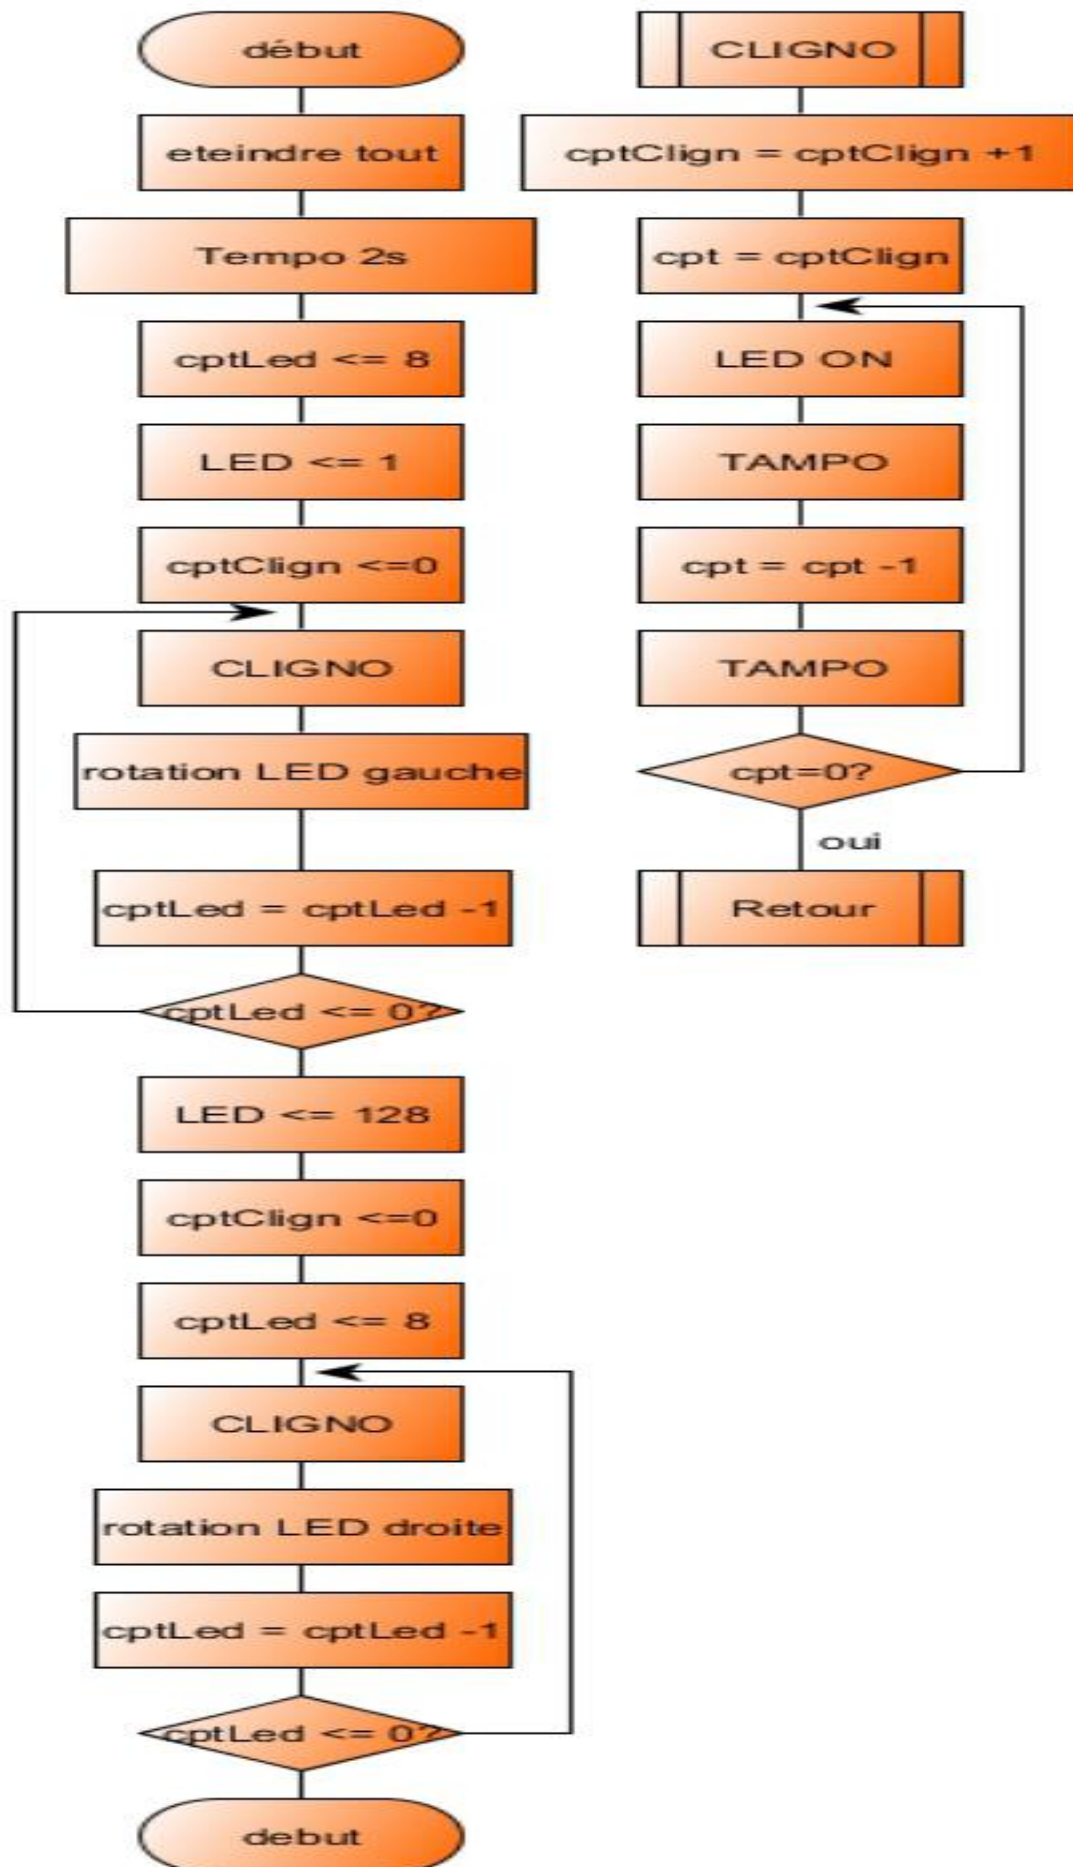 début
eteindre tout
Tempo 2s
cptLed <= 8
LED <= 1
cptClign <=0
CLIGNO
rotation LED gauche
cptLed = cptLed -1
cptLed <= 0?
LED <= 128
cptClign <=0
cptLed <= 8
CLIGNO
rotation LED droite
cptLed = cptLed -1
cptLed <= 0?
debut
CLIGNO
cptClign = cptClign +1
cpt = cptClign
LED ON
TAMPO
cpt = cpt -1
TAMPO
cpt=0?
oui
Retour